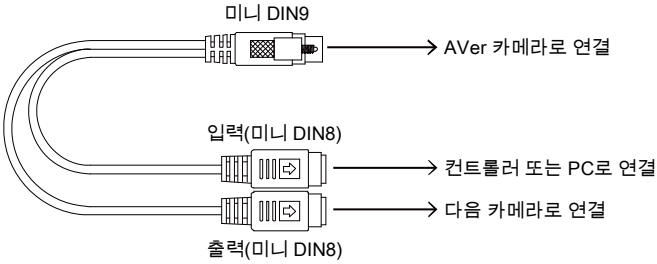 미니 DIN9
AVer 카메라로 연결
입력(미니 DIN8)
컨트롤러 또는 PC로 연결
다음 카메라로 연결
출력(미니 DIN8)